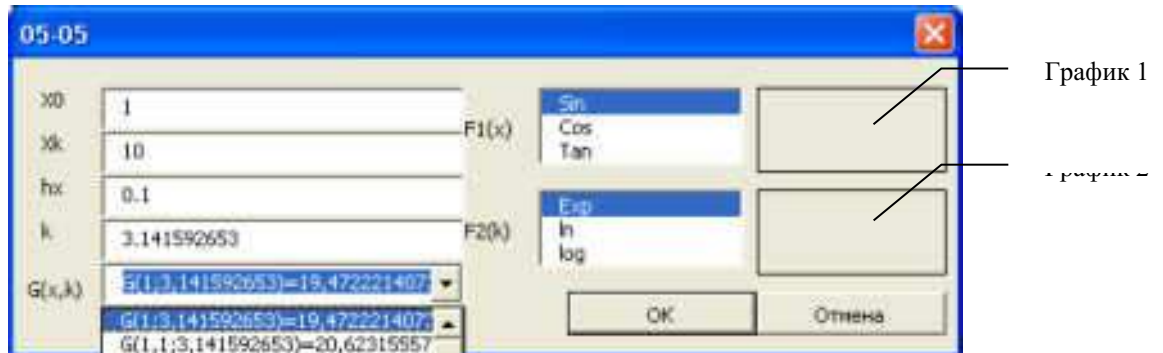 05-05
X0
1
Xk
10
hx
0.1
k
3.141592653
G(x,k)
G(1;3,141592653)=19,472221407
G(1;3,141592653)=19,472221407
G(1,1;3,141592653)=20,62315557
F1(x)
Sin
Cos
Tan
F2(k)
Exp
ln
log
OK
Отмена
График 1